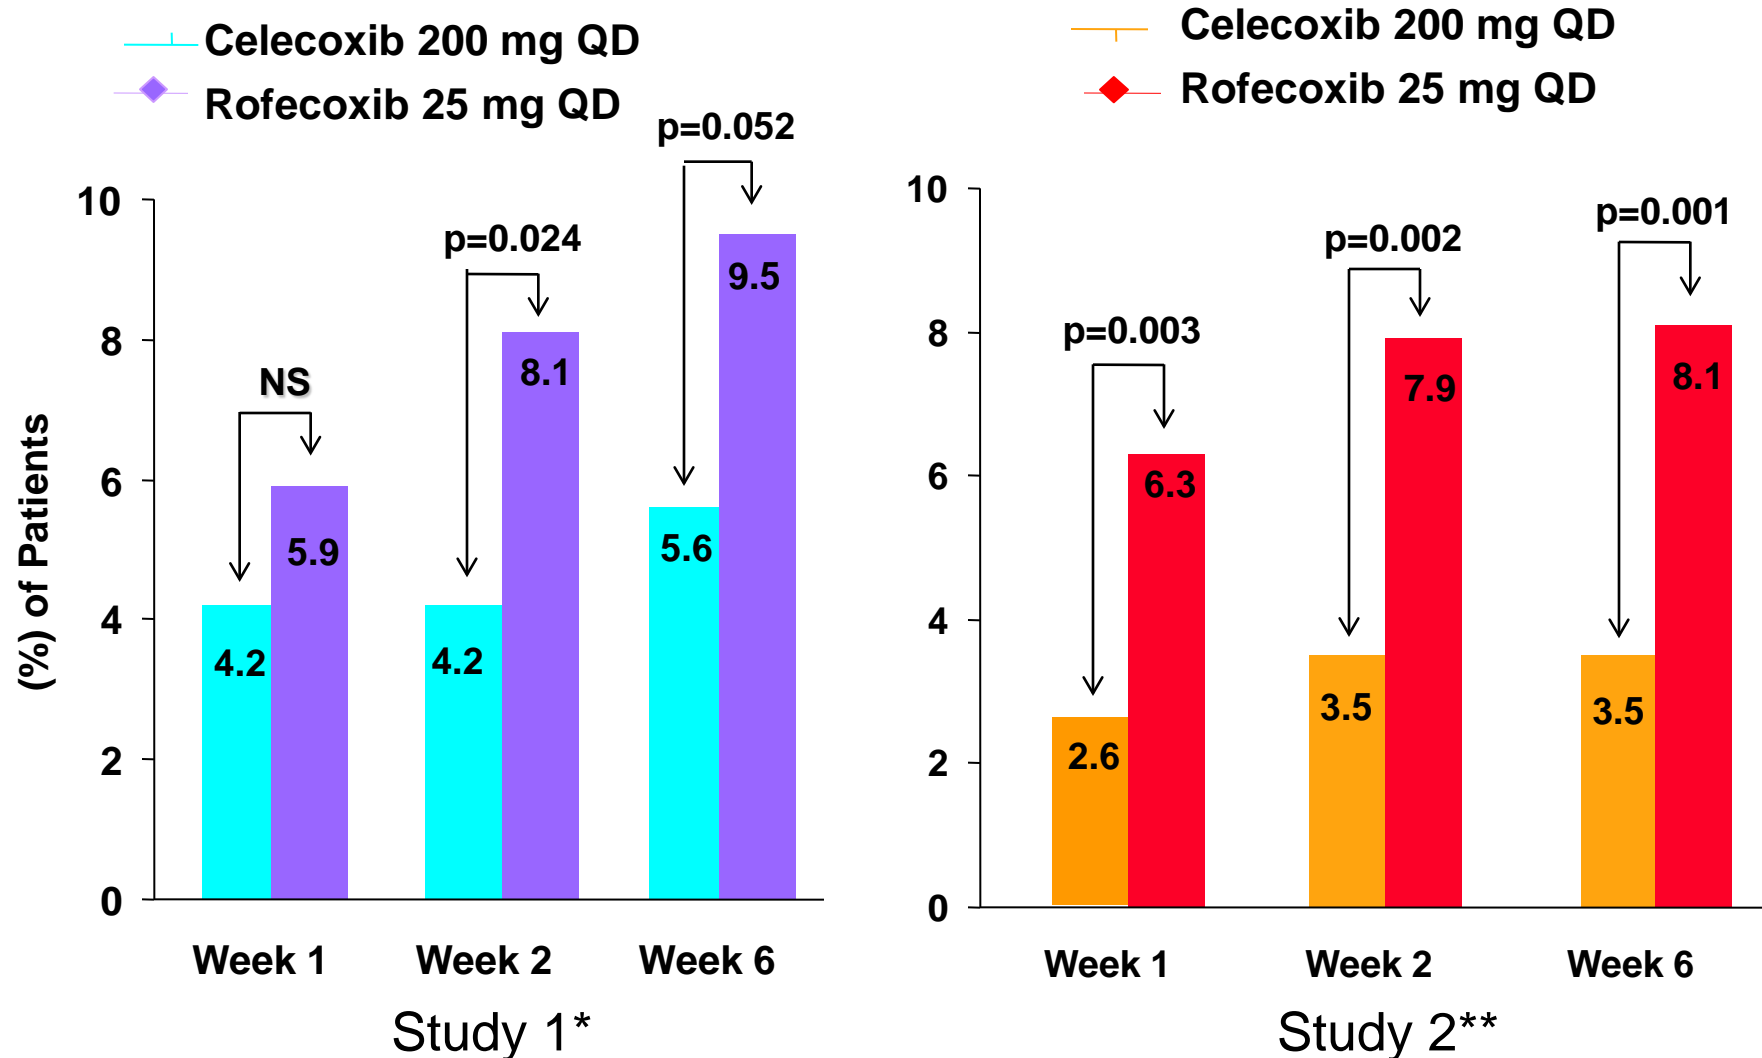 Celecoxib 200 mg QD
Rofecoxib 25 mg QD
(%) of Patients
10
8
6
4
2
0
NS
p=0.024
p=0.052
4.2
5.9
4.2
8.1
5.6
9.5
Week 1
Week 2
Week 6
Study 1*
Celecoxib 200 mg QD
Rofecoxib 25 mg QD
10
8
6
4
2
0
p=0.003
p=0.002
p=0.001
2.6
6.3
3.5
7.9
3.5
8.1
Week 1
Week 2
Week 6
Study 2**